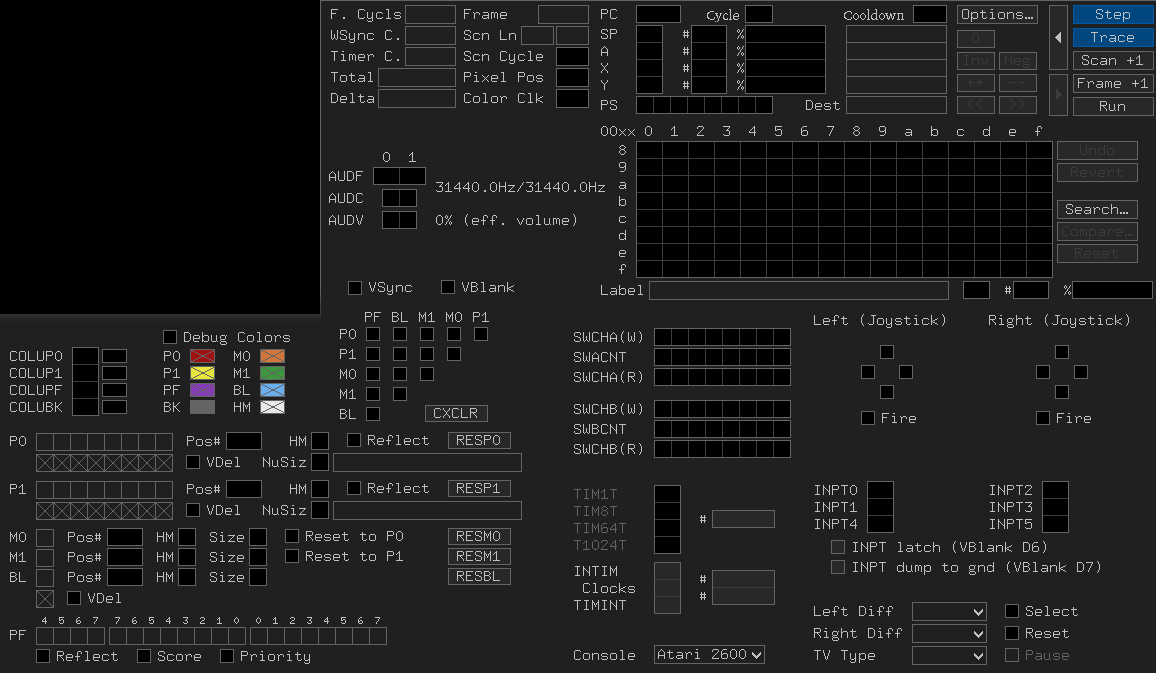 F. Cycls Frame PC Cycle Cooldown Options… Step
WSync C. Scn Ln SP # % 0 Trace
Timer C. Scn Cycle A # % Inv Neg Scan +1
Total Pixel Pos X # % ++ -- Frame +1
Delta Color Clk Y # % << >> Run
PS Dest
00xx 0 1 2 3 4 5 6 7 8 9 a b c d e f
8 Undo
9 Revert
a
b
c Search…
d Compare…
e Reset
f
0 1
AUDF 31440.0Hz/31440.0Hz
AUDC
AUDV 0% (eff. volume)
VSync VBlank Label # %
Debug Colors
COLUP0 P0 M0
COLUP1 P1 M1
COLUPF PF BL
COLUBK BK HM
PF BL M1 M0 P1
P0
P1
M0
M1
BL CXCLR
Left (Joystick) Right (Joystick)
SWCHA(W)
SWACNT
SWCHA(R)
SWCHB(W)
SWBCNT
SWCHB(R)
Fire Fire
P0 Pos# HM Reflect RESP0
VDel NuSiz
P1 Pos# HM Reflect RESP1
VDel NuSiz
M0 Pos# HM Size Reset to P0 RESM0
M1 Pos# HM Size Reset to P1 RESM1
BL Pos# HM Size RESBL
VDel
4 5 6 7 7 6 5 4 3 2 1 0 0 1 2 3 4 5 6 7
PF
Reflect Score Priority
TIM1T
TIM8T #
TIM64T
T1024T
INTIM #
Clocks #
TIMINT
Console Atari 2600
INPT0 INPT2
INPT1 INPT3
INPT4 INPT5
INPT latch (VBlank D6)
INPT dump to gnd (VBlank D7)
Left Diff Select
Right Diff Reset
TV Type Pause